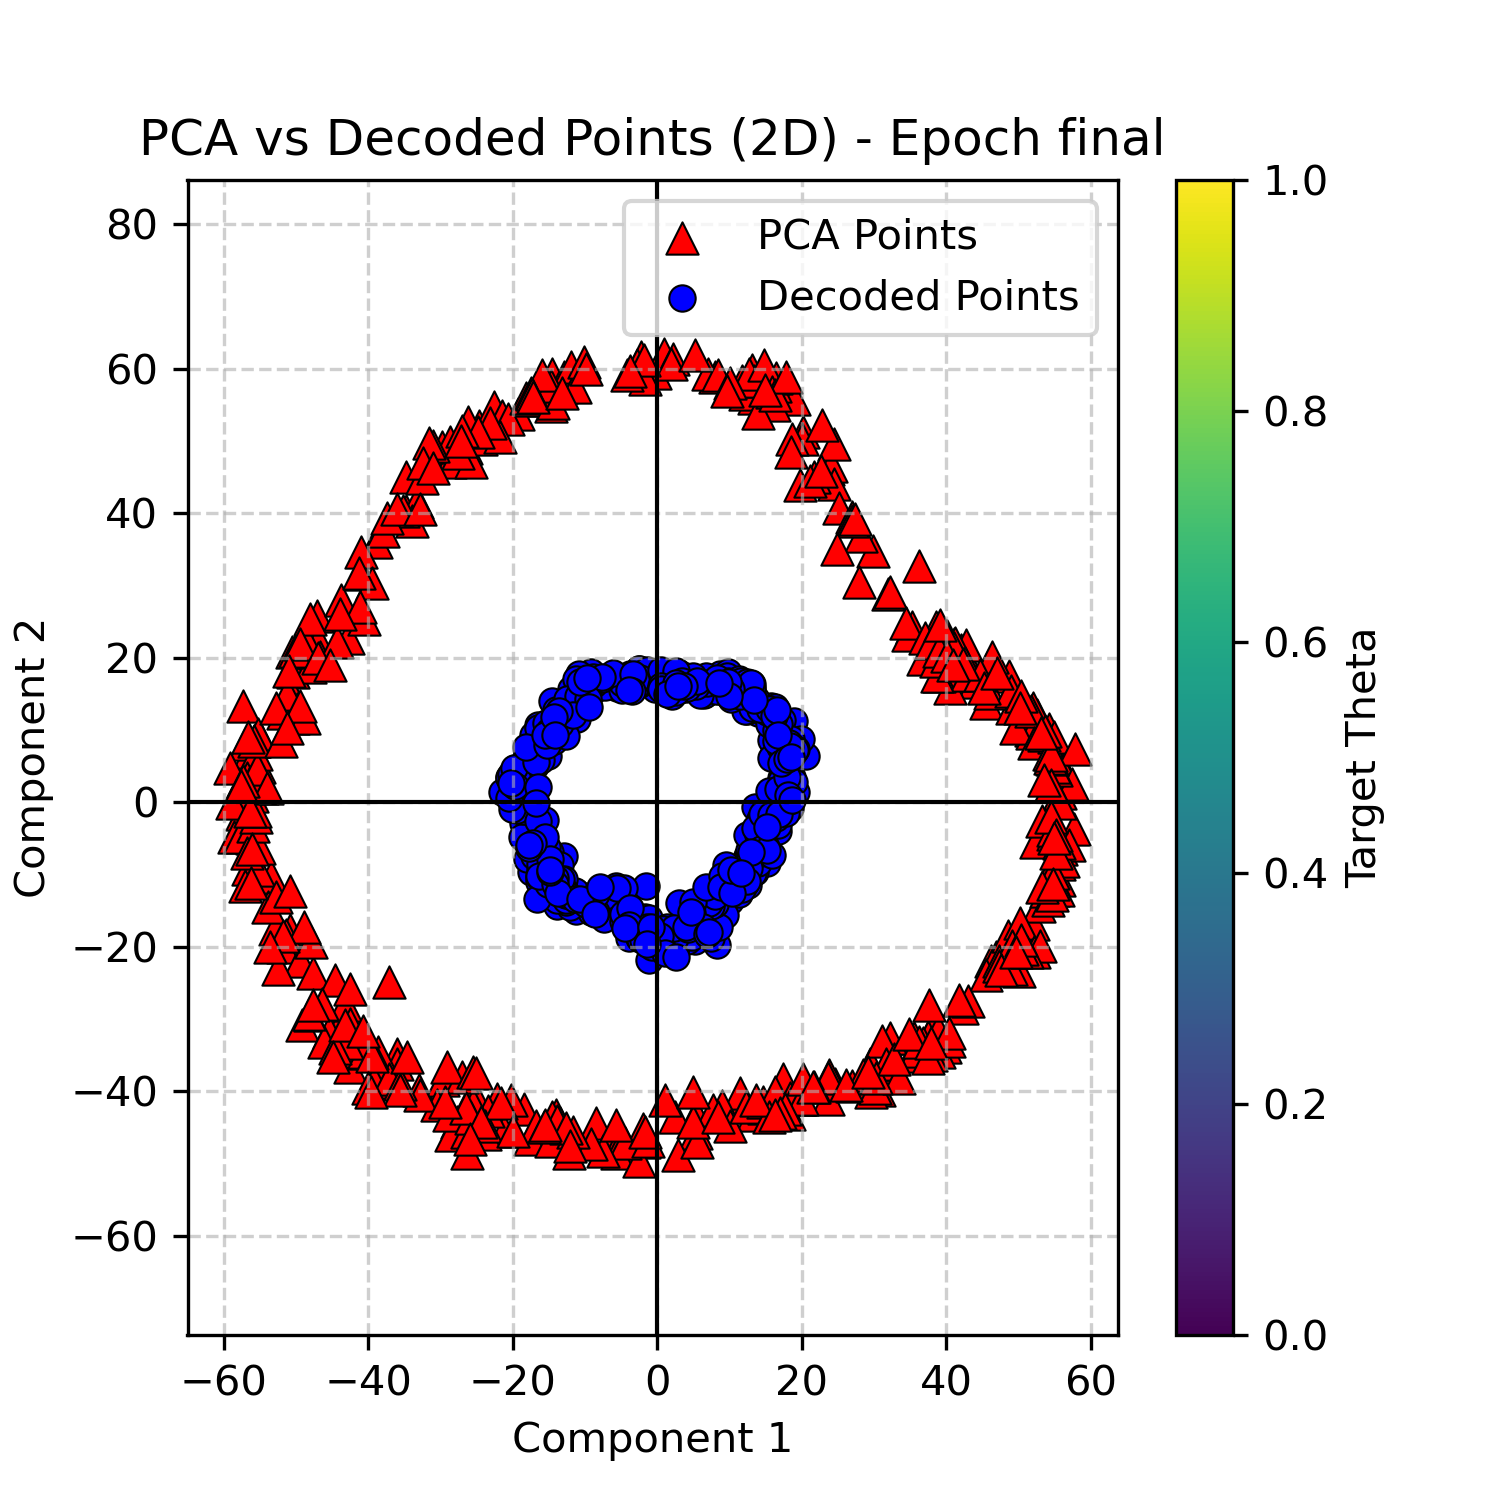 PCA vs Decoded Points (2D) - Epoch final
PCA Points
Decoded Points
80
60
40
20
0
−20
−40
−60
Component 2
−60 −40 −20 0 20 40 60
Component 1
1.0
0.8
0.6
0.4
0.2
0.0
Target Theta